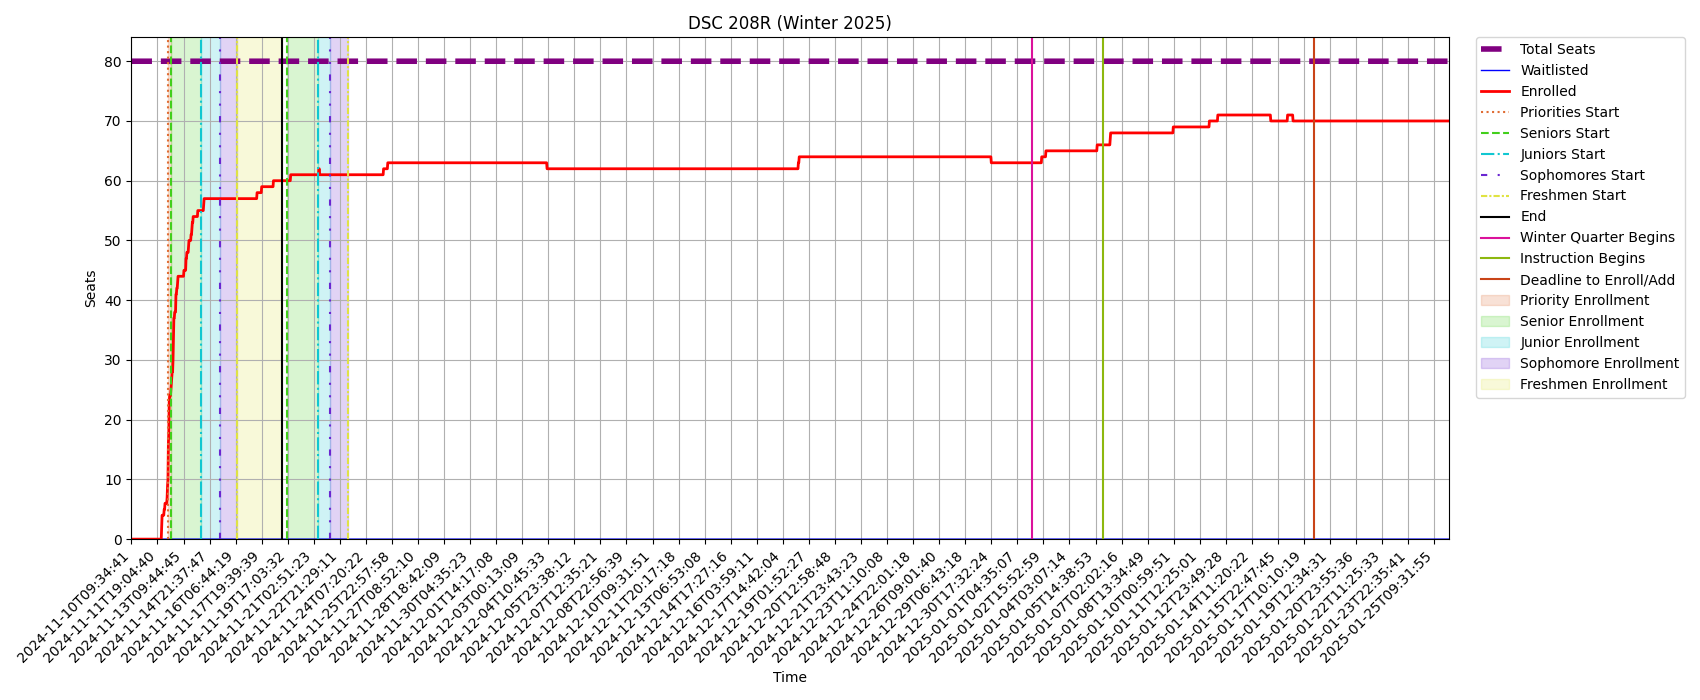 DSC 208R (Winter 2025)
Seats
80
70
60
50
40
30
20
10
0
2024-11-10T09:34:41
2024-11-11T19:04:40
2024-11-13T09:44:45
2024-11-14T21:37:47
2024-11-16T06:44:19
2024-11-17T19:39:39
2024-11-19T17:03:32
2024-11-21T02:51:23
2024-11-22T21:29:11
2024-11-24T07:20:22
2024-11-25T22:57:58
2024-11-27T08:52:10
2024-11-28T18:42:09
2024-11-30T04:35:23
2024-12-01T14:17:08
2024-12-03T00:13:09
2024-12-04T10:45:33
2024-12-05T23:38:12
2024-12-07T12:35:21
2024-12-08T22:56:39
2024-12-10T09:31:51
2024-12-11T20:17:18
2024-12-13T06:53:08
2024-12-14T17:27:16
2024-12-16T03:59:11
2024-12-17T14:42:04
2024-12-19T01:52:27
2024-12-20T12:58:48
2024-12-21T23:43:23
2024-12-23T11:10:08
2024-12-24T22:01:18
2024-12-26T09:01:40
2024-12-29T06:43:18
2024-12-30T17:32:24
2025-01-01T04:35:07
2025-01-02T15:52:59
2025-01-04T03:07:14
2025-01-05T14:38:53
2025-01-07T02:02:16
2025-01-08T13:34:49
2025-01-10T00:59:51
2025-01-11T12:25:01
2025-01-12T23:49:28
2025-01-14T11:20:22
2025-01-15T22:47:45
2025-01-17T10:10:19
2025-01-19T12:34:31
2025-01-20T23:55:36
2025-01-22T11:25:33
2025-01-23T22:35:41
2025-01-25T09:31:55
Time
Total Seats
Waitlisted
Enrolled
Priorities Start
Seniors Start
Juniors Start
Sophomores Start
Freshmen Start
End
Winter Quarter Begins
Instruction Begins
Deadline to Enroll/Add
Priority Enrollment
Senior Enrollment
Junior Enrollment
Sophomore Enrollment
Freshmen Enrollment